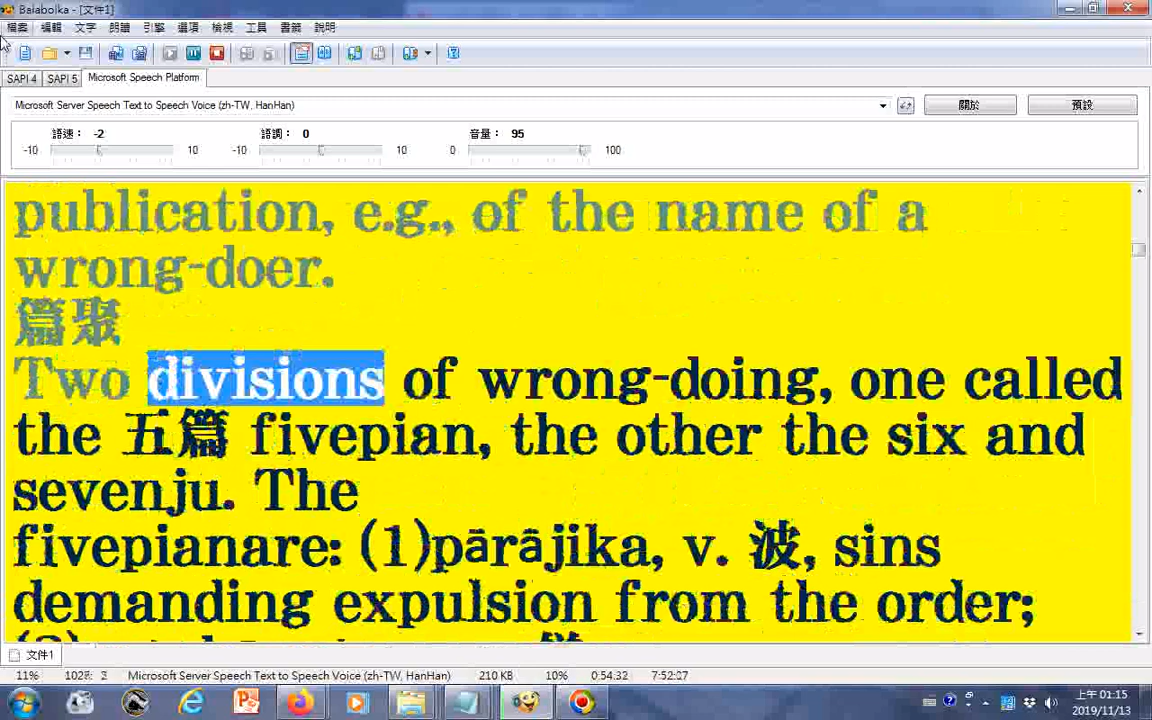 Balabolka - [文件1]
檔案 編輯 文字 朗讀 引擎 選項 檢視 工具 書籤 說明
SAPI 4 SAPI 5 Microsoft Speech Platform
Microsoft Server Speech Text to Speech Voice (zh-TW, HanHan) 關於 預設
語速： -2 語調： 0 音量： 95
-10 10 -10 10 0 100
publication, e.g., of the name of a
wrong-doer.
篇聚
Two divisions of wrong-doing, one called
the 五篇 fivepian, the other the six and
sevenju. The
fivepianare: (1)pārājika, v. 波, sins
demanding expulsion from the order;
文件1
11% Microsoft Server Speech Text to Speech Voice (zh-TW, HanHan) 210 KB 10% 0:54:32 7:52:27
上午 01:15
2019/11/13